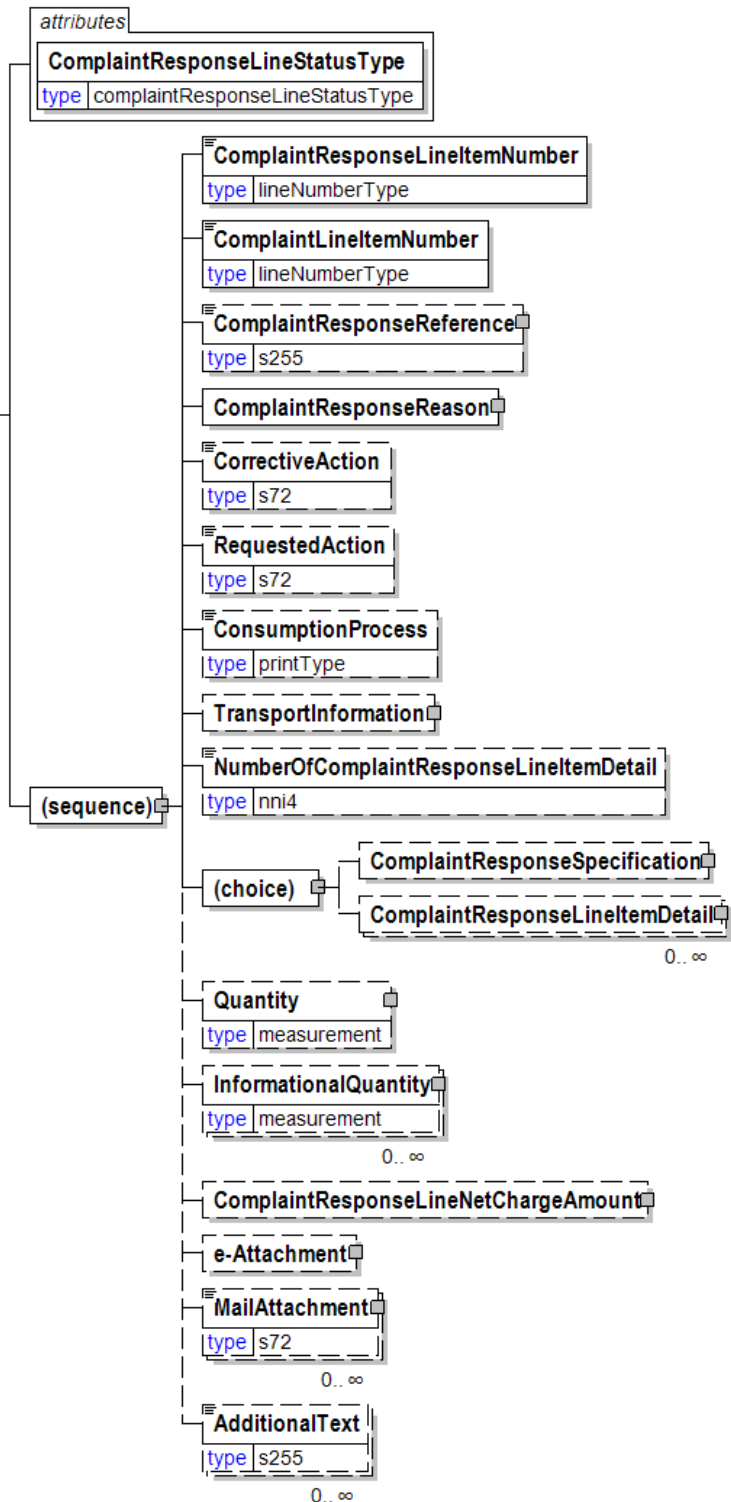 attributes
ComplaintResponseLineStatusType
type complaintResponseLineStatusType
ComplaintResponseLineItemNumber
type lineNumberType
ComplaintLineItemNumber
type lineNumberType
ComplaintResponseReference
type s255
ComplaintResponseReason
CorrectiveAction
type s72
RequestedAction
type s72
ConsumptionProcess
type printType
TransportInformation
NumberOfComplaintResponseLineItemDetail
type nni4
(sequence)
(choice)
ComplaintResponseSpecification
ComplaintResponseLineItemDetail
0.. ∞
Quantity
type measurement
InformationalQuantity
type measurement
0.. ∞
ComplaintResponseLineNetChargeAmount
e-Attachment
MailAttachment
type s72
0.. ∞
AdditionalText
type s255
0.. ∞